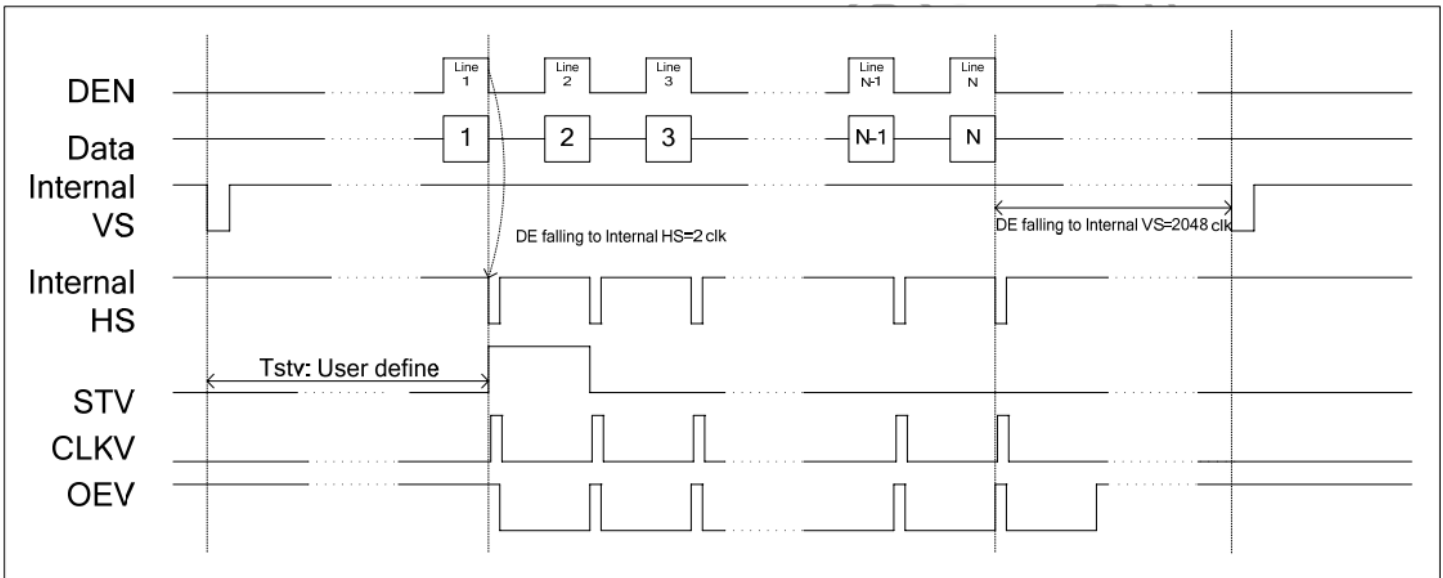 DEN
Line
1
Line
2
Line
3
Line
N-1
Line
N
Data
1
2
3
N-1
N
Internal
VS
DE falling to Internal HS=2 clk
DE falling to Internal VS=2048 clk
Internal
HS
Tstv: User define
STV
CLKV
OEV